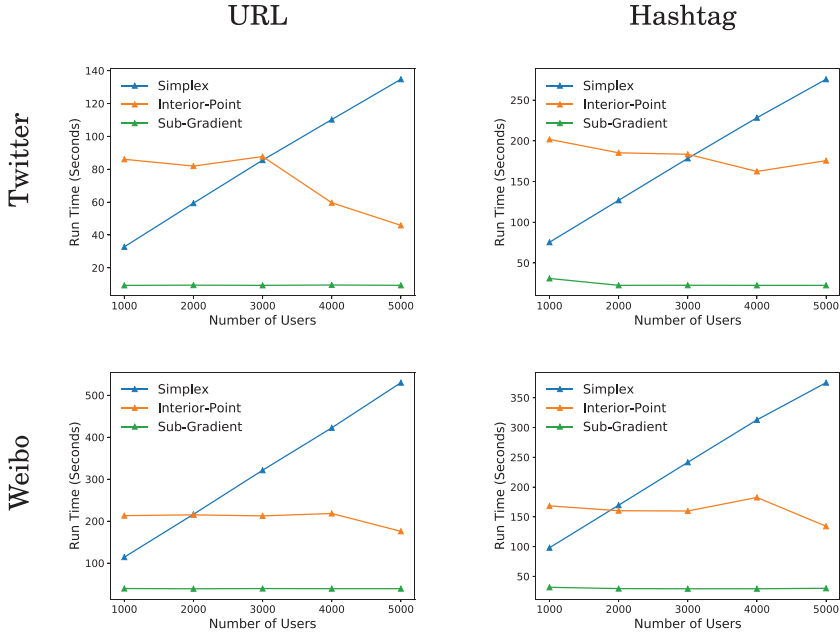 URL
Hashtag
Twitter
140
120
100
80
60
40
20
Run Time (Seconds)
Simplex
Interior-Point
Sub-Gradient
1000 2000 3000 4000 5000
Number of Users
250
200
150
100
50
Run Time (Seconds)
Simplex
Interior-Point
Sub-Gradient
1000 2000 3000 4000 5000
Number of Users
Weibo
500
400
300
200
100
Run Time (Seconds)
Simplex
Interior-Point
Sub-Gradient
1000 2000 3000 4000 5000
Number of Users
350
300
250
200
150
100
50
Run Time (Seconds)
Simplex
Interior-Point
Sub-Gradient
1000 2000 3000 4000 5000
Number of Users